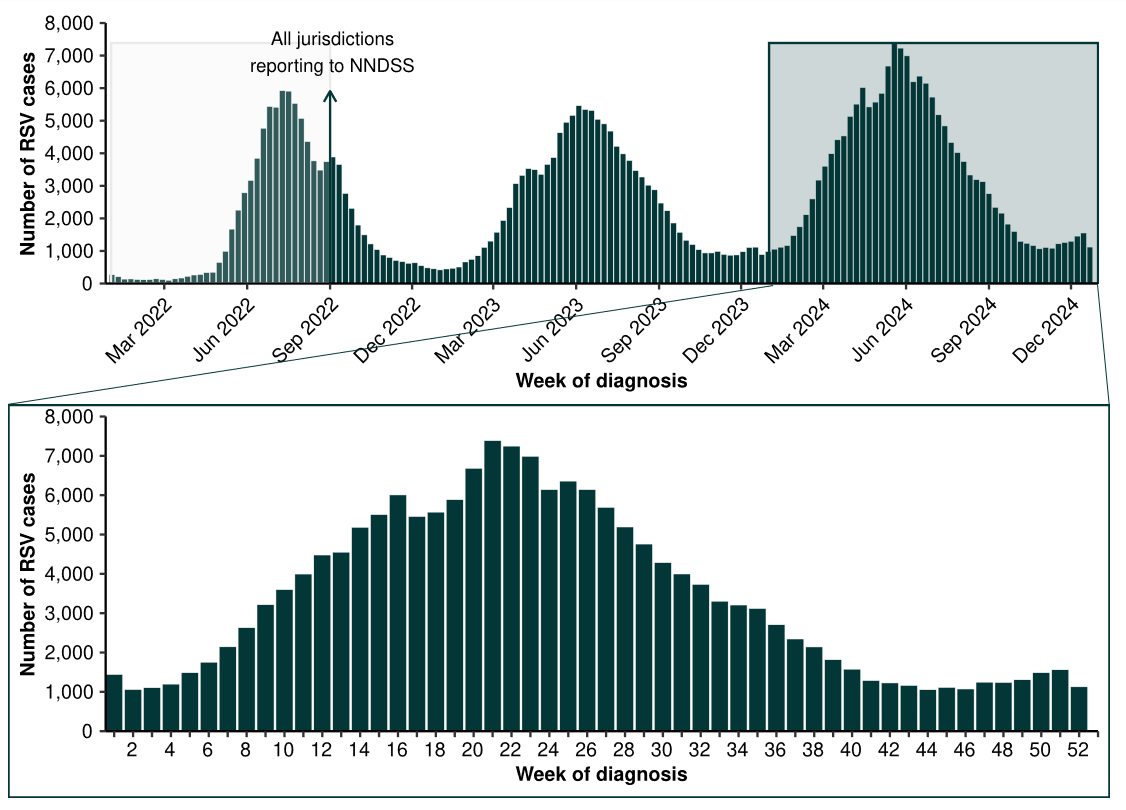 8,000
7,000
6,000
5,000
4,000
3,000
2,000
1,000
0
Number of RSV cases
All jurisdictions
reporting to NNDSS
Mar 2022
Jun 2022
Sep 2022
Dec 2022
Mar 2023
Jun 2023
Sep 2023
Dec 2023
Mar 2024
Jun 2024
Sep 2024
Dec 2024
Week of diagnosis
8,000
7,000
6,000
5,000
4,000
3,000
2,000
1,000
0
Number of RSV cases
2 4 6 8 10 12 14 16 18 20 22 24 26 28 30 32 34 36 38 40 42 44 46 48 50 52
Week of diagnosis